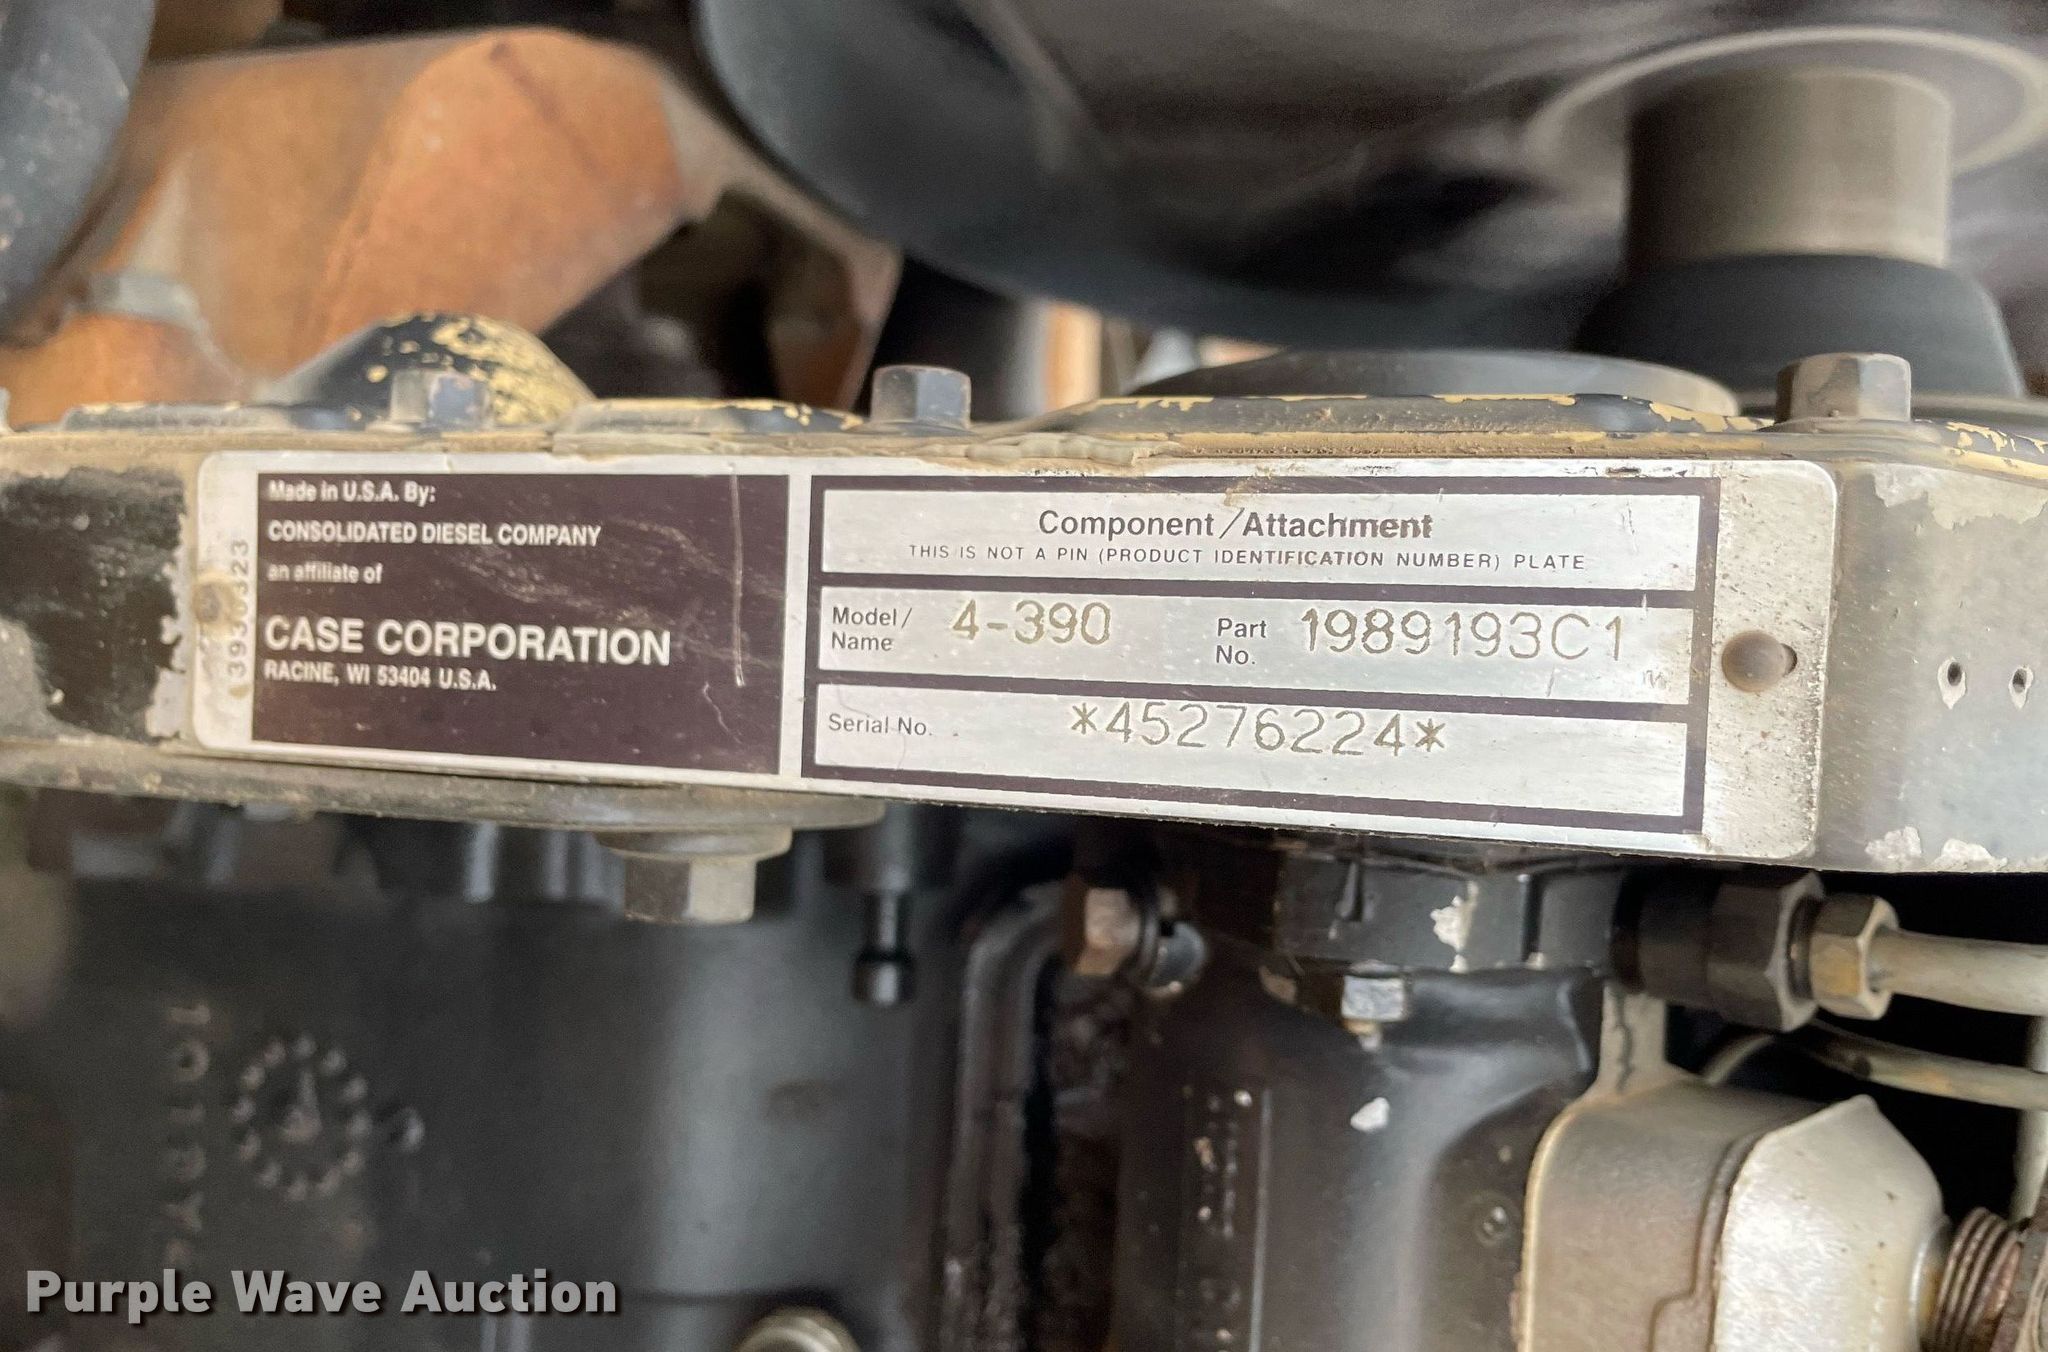 Made in U.S.A. By:
CONSOLIDATED DIESEL COMPANY
an affiliate of
CASE CORPORATION
RACINE, WI 53404 U.S.A.
3930323
Component/Attachment
THIS IS NOT A PIN (PRODUCT IDENTIFICATION NUMBER) PLATE
Model/Name 4-390 Part No. 1989193C1
Serial No. *45276224*
Purple Wave Auction